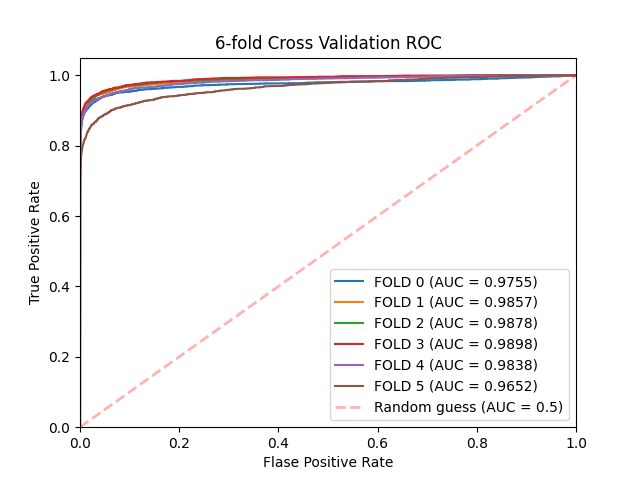 6-fold Cross Validation ROC
1.0
0.8
0.6
0.4
0.2
0.0
True Positive Rate
0.0 0.2 0.4 0.6 0.8 1.0
Flase Positive Rate
FOLD 0 (AUC = 0.9755)
FOLD 1 (AUC = 0.9857)
FOLD 2 (AUC = 0.9878)
FOLD 3 (AUC = 0.9898)
FOLD 4 (AUC = 0.9838)
FOLD 5 (AUC = 0.9652)
Random guess (AUC = 0.5)